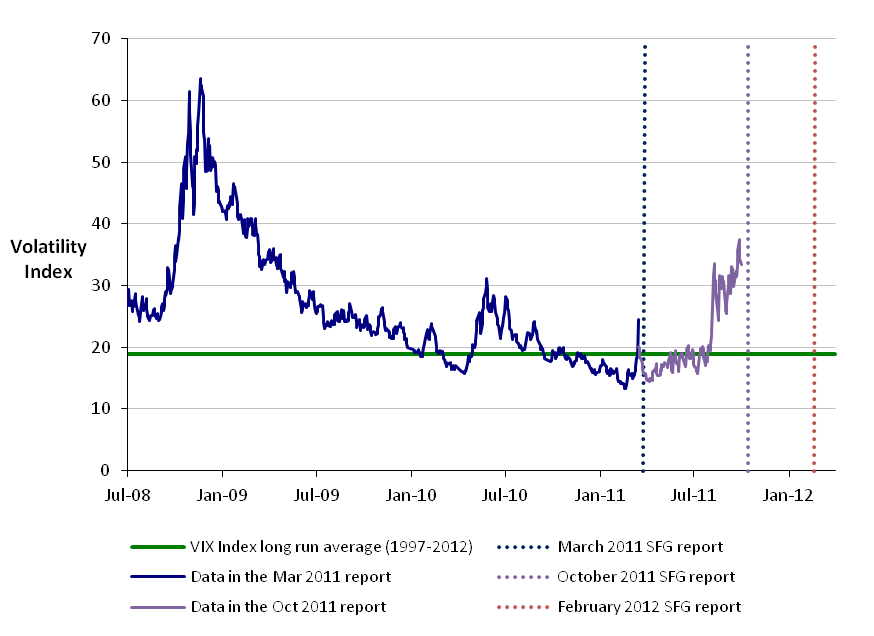 70
60
50
40
30
20
10
0
Volatility
Index
Jul-08 Jan-09 Jul-09 Jan-10 Jul-10 Jan-11 Jul-11 Jan-12
VIX Index long run average (1997-2012) March 2011 SFG report
Data in the Mar 2011 report October 2011 SFG report
Data in the Oct 2011 report February 2012 SFG report